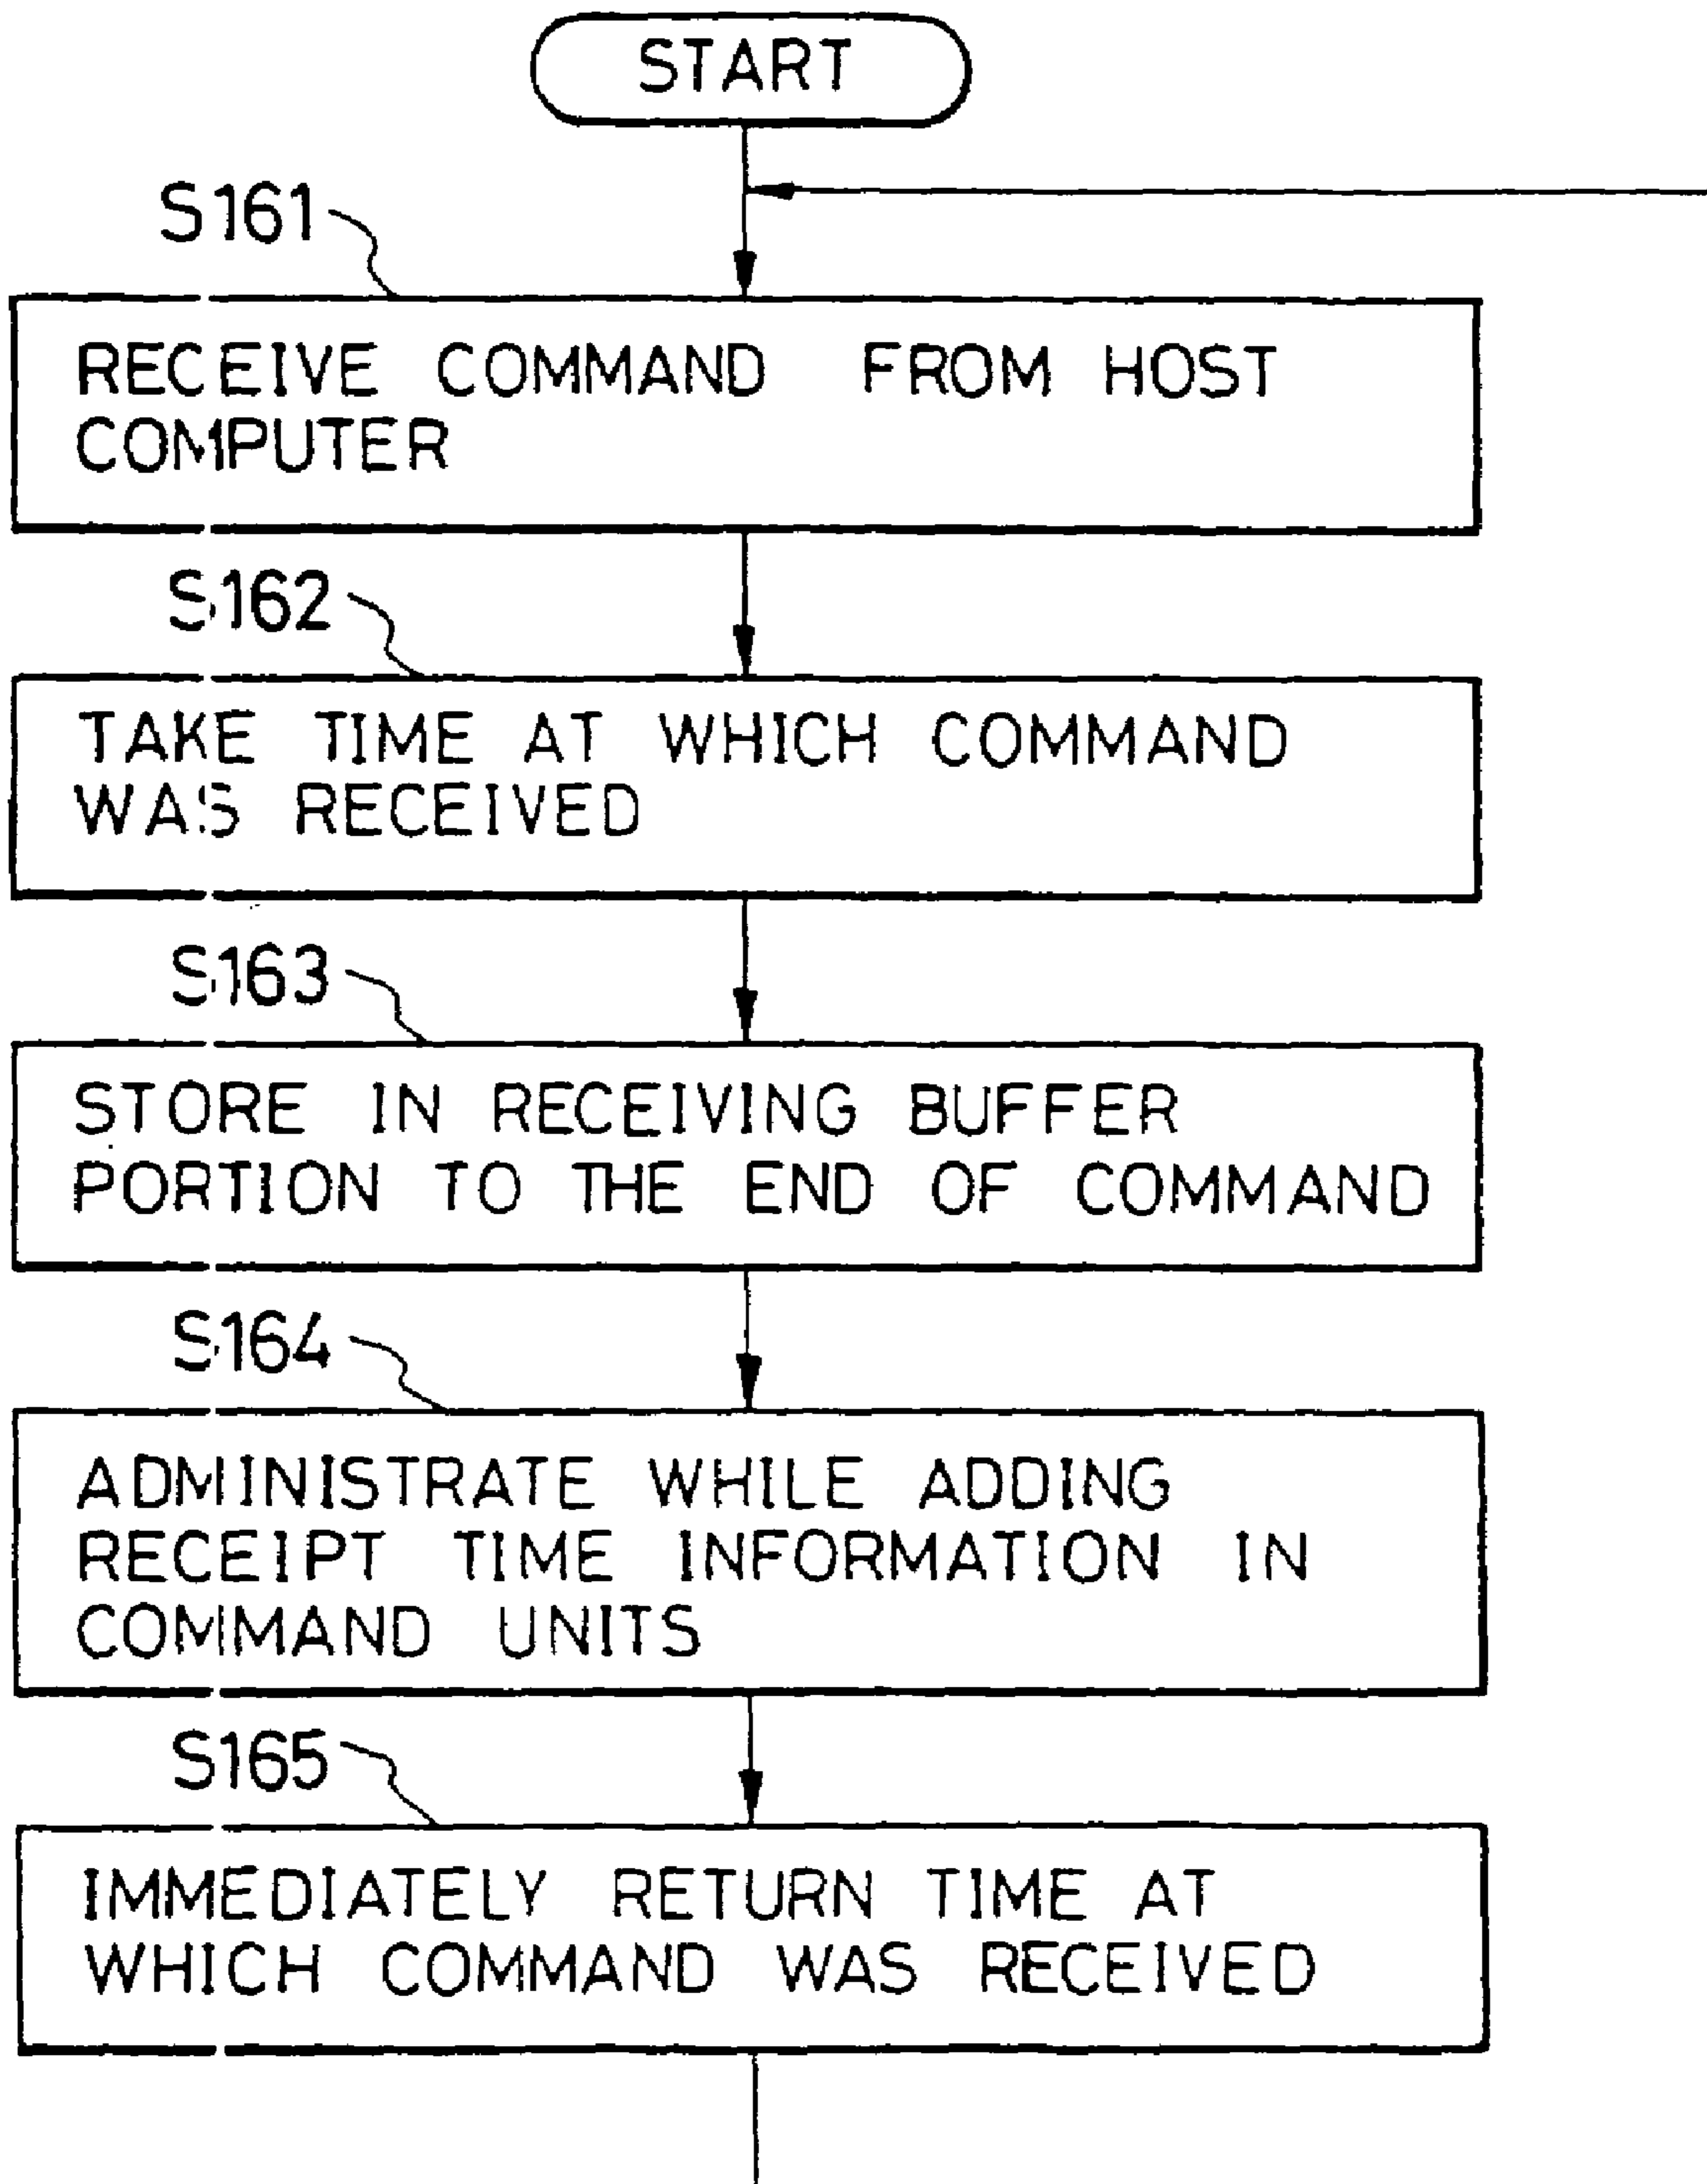 START
S161
RECEIVE COMMAND FROM HOST
COMPUTER
S162
TAKE TIME AT WHICH COMMAND
WAS RECEIVED
S163
STORE IN RECEIVING BUFFER
PORTION TO THE END OF COMMAND
S164
ADMINISTRATE WHILE ADDING
RECEIPT TIME INFORMATION IN
COMMAND UNITS
S165
IMMEDIATELY RETURN TIME AT
WHICH COMMAND WAS RECEIVED